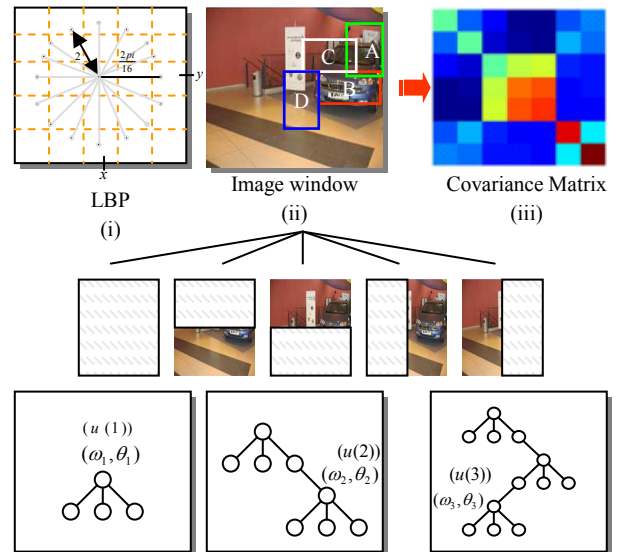 2
2pi
16
y
x
LBP
(i)
A
C
B
D
Image window
(ii)
Covariance Matrix
(iii)
(u (1))
(ω₁,θ₁)
(u(2))
(ω₂,θ₂)
(u(3))
(ω₃,θ₃)